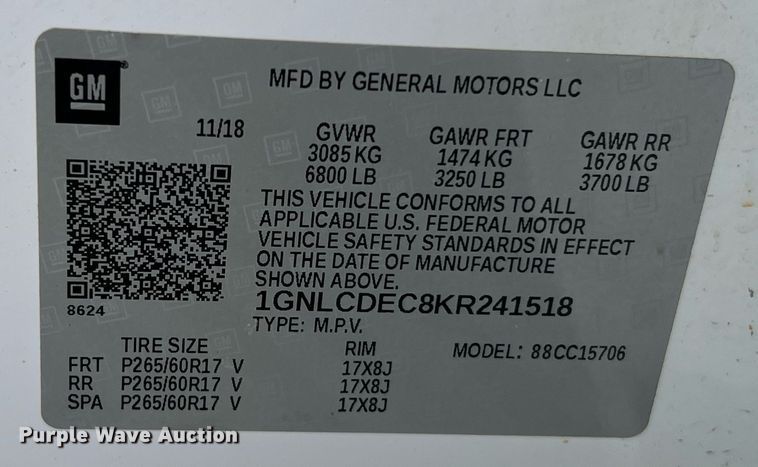 GM
MFD BY GENERAL MOTORS LLC
11/18 GVWR GAWR FRT GAWR RR
3085 KG 1474 KG 1678 KG
6800 LB 3250 LB 3700 LB
THIS VEHICLE CONFORMS TO ALL
APPLICABLE U.S. FEDERAL MOTOR
VEHICLE SAFETY STANDARDS IN EFFECT
ON THE DATE OF MANUFACTURE
SHOWN ABOVE.
8624
1GNLCDEC8KR241518
TYPE: M.P.V.
TIRE SIZE RIM MODEL: 88CC15706
FRT P265/60R17 V 17X8J
RR P265/60R17 V 17X8J
SPA P265/60R17 V 17X8J
Purple Wave Auction